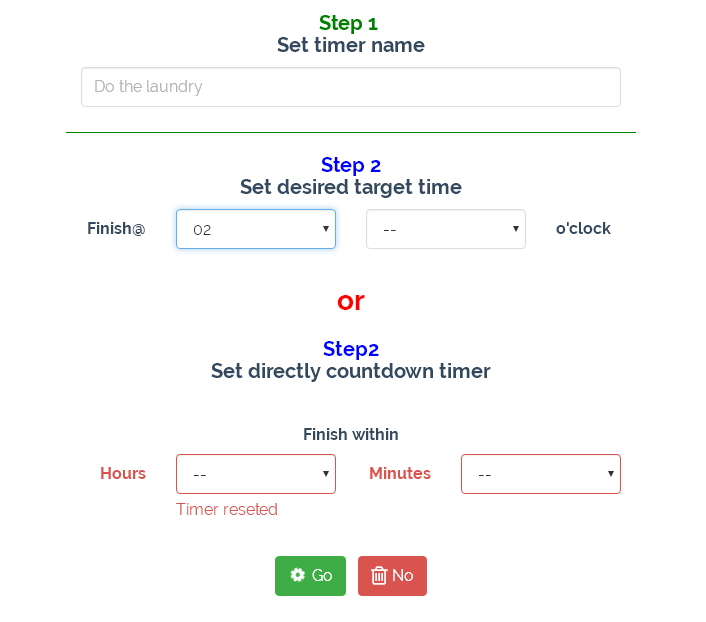 Step 1
Set timer name
Do the laundry
Step 2
Set desired target time
Finish@ 02 -- o'clock
or
Step2
Set directly countdown timer
Finish within
Hours -- Minutes --
Timer reseted
Go No